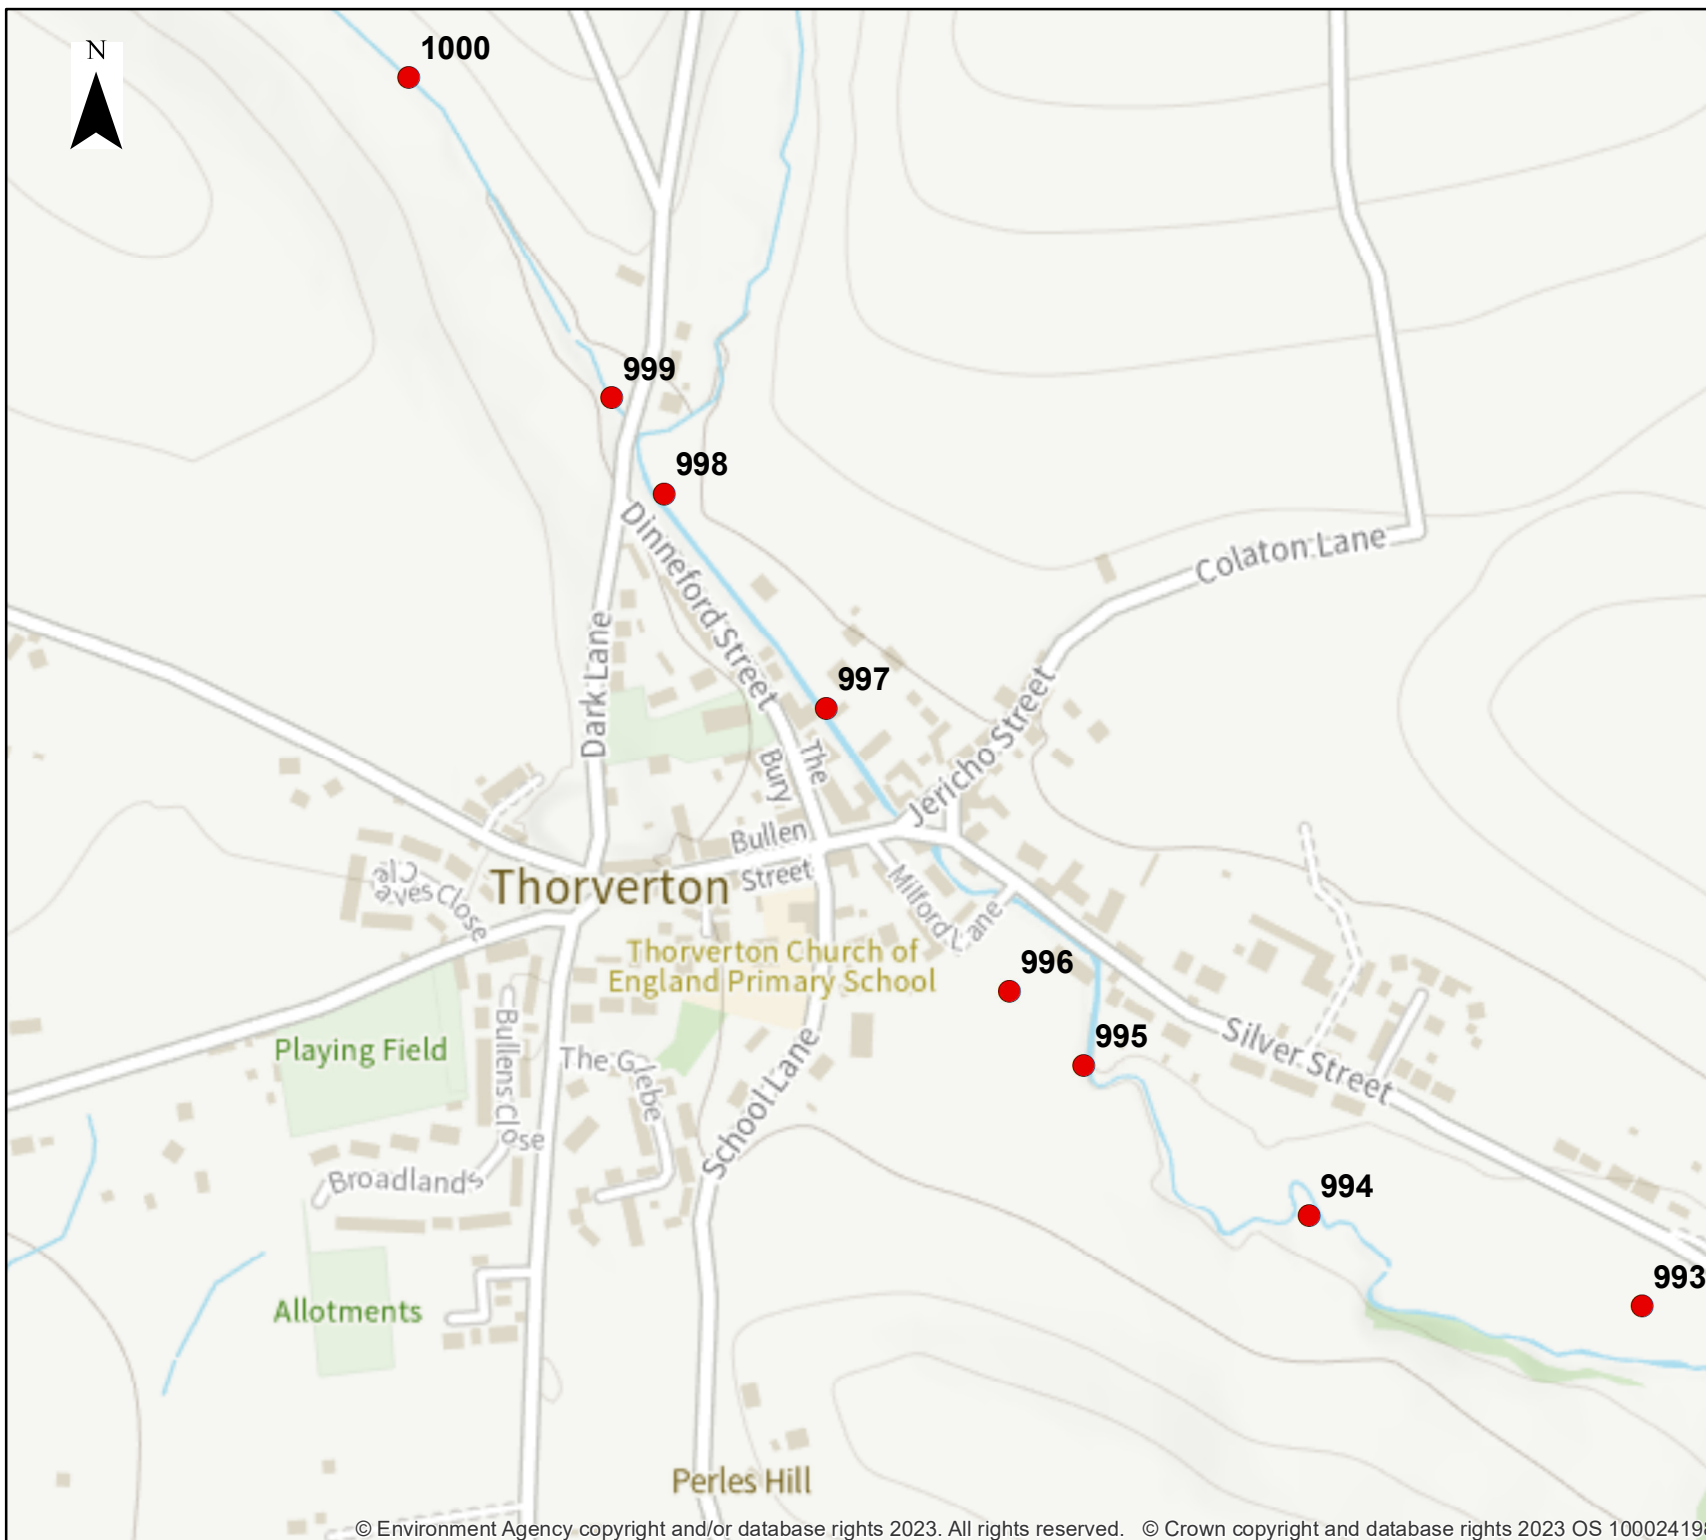 N
1000
999
998
Dinneford Street
Colaton Lane
Dark Lane
997
Jericho Street
The
Bury
Bullen
Street
Cleaves Close
Thorverton
Milford Lane
Thorverton Church of
England Primary School
996
995
Silver Street
Playing Field
Bullens Close
The Glebe
School Lane
Broadlands
994
993
Allotments
Perles Hill
© Environment Agency copyright and/or database rights 2023. All rights reserved. © Crown copyright and database rights 2023 OS 10002419